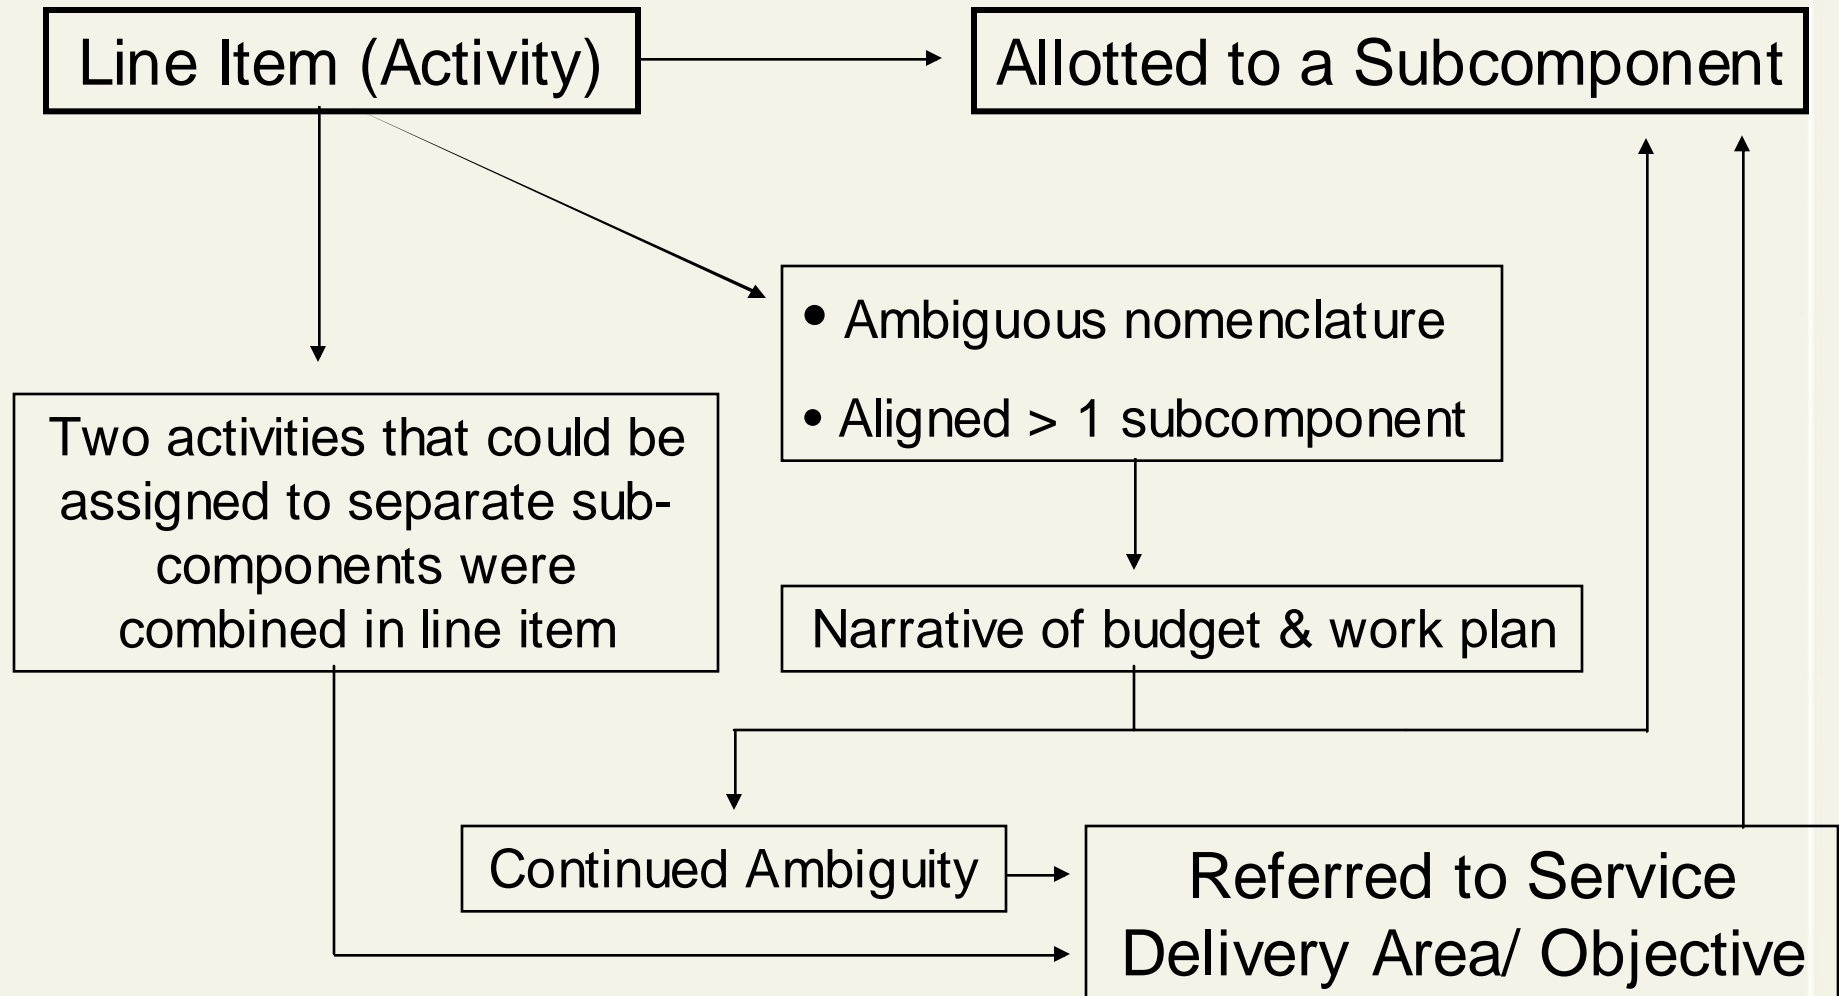 Line Item (Activity)
Allotted to a Subcomponent
• Ambiguous nomenclature
• Aligned > 1 subcomponent
Two activities that could be
assigned to separate sub-
components were
combined in line item
Narrative of budget & work plan
Continued Ambiguity
Referred to Service
Delivery Area/ Objective